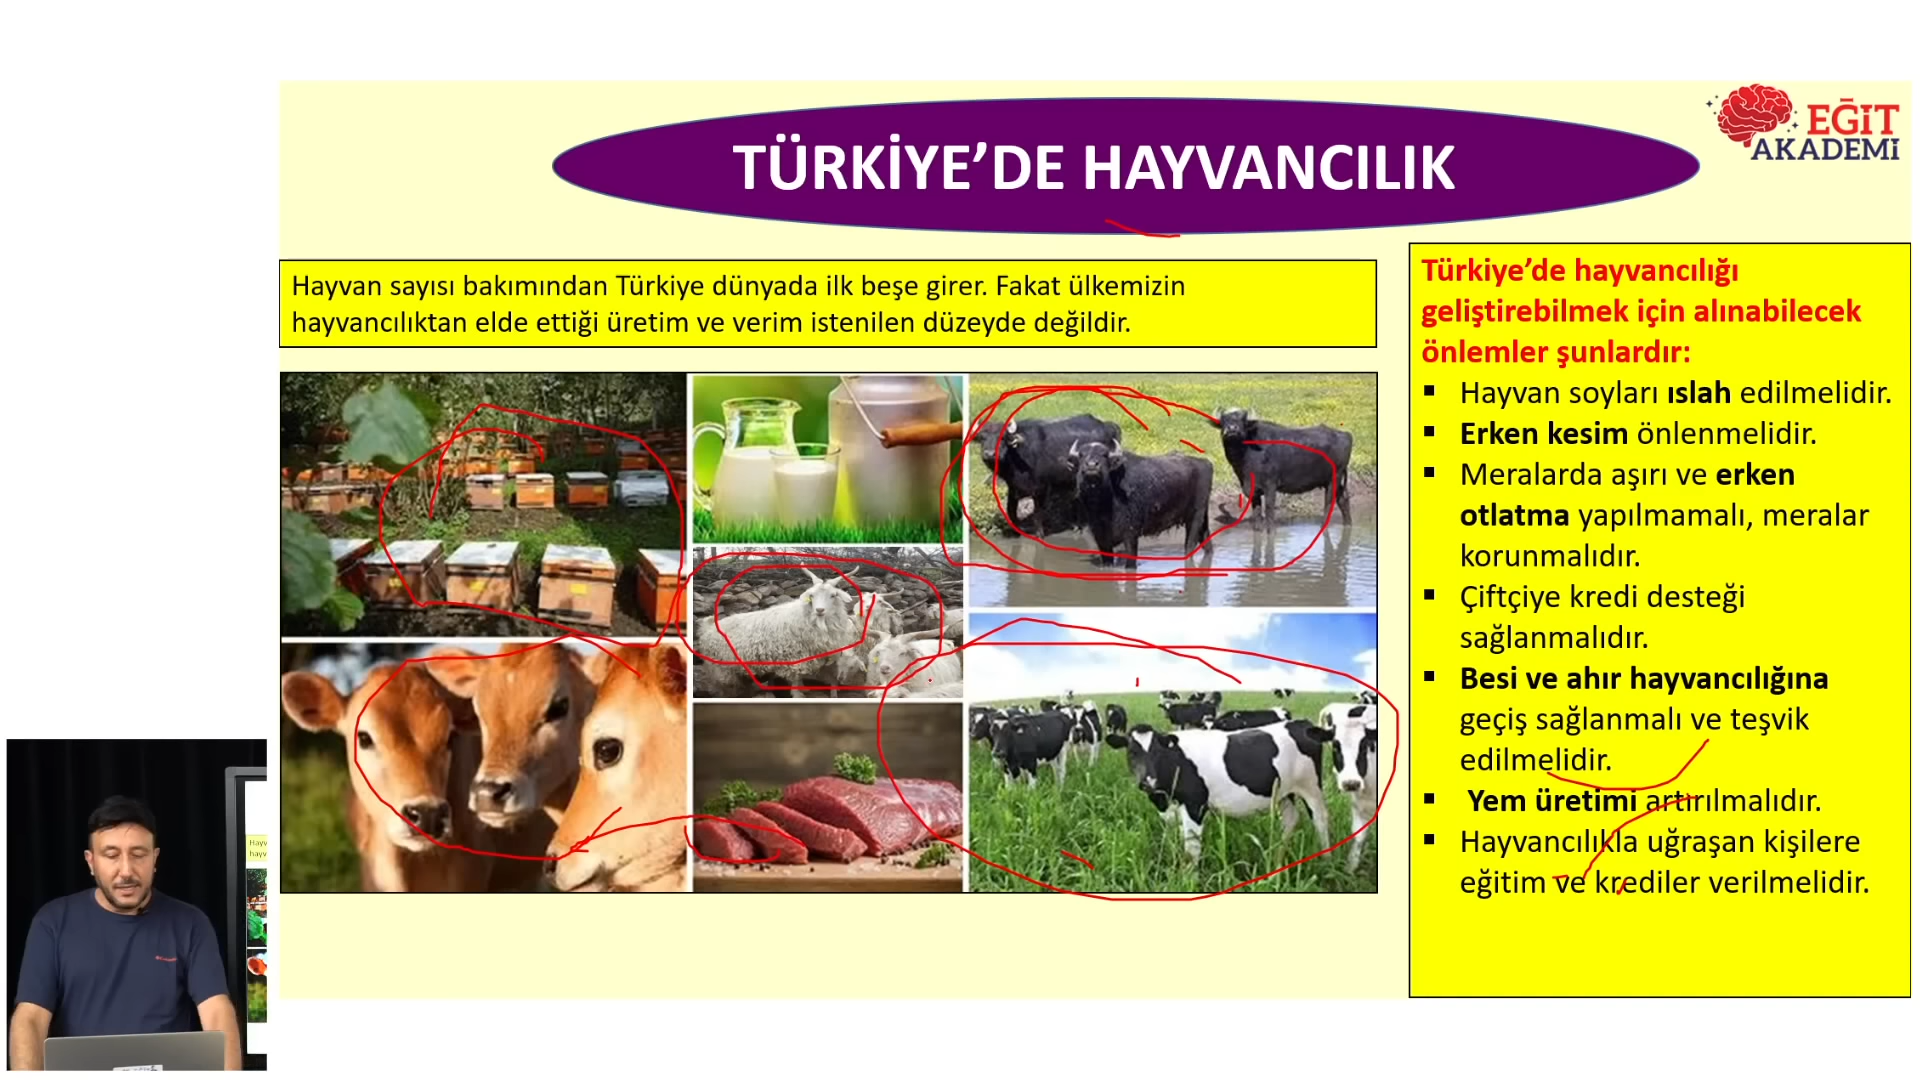 EĞİT
AKADEMİ
TÜRKİYE’DE HAYVANCILIK
Hayvan sayısı bakımından Türkiye dünyada ilk beşe girer. Fakat ülkemizin
hayvancılıktan elde ettiği üretim ve verim istenilen düzeyde değildir.
Türkiye’de hayvancılığı
geliştirebilmek için alınabilecek
önlemler şunlardır:
▪ Hayvan soyları ıslah edilmelidir.
▪ Erken kesim önlenmelidir.
▪ Meralarda aşırı ve erken
otlatma yapılmamalı, meralar
korunmalıdır.
▪ Çiftçiye kredi desteği
sağlanmalıdır.
▪ Besi ve ahır hayvancılığına
geçiş sağlanmalı ve teşvik
edilmelidir.
▪ Yem üretimi artırılmalıdır.
▪ Hayvancılıkla uğraşan kişilere
eğitim ve krediler verilmelidir.